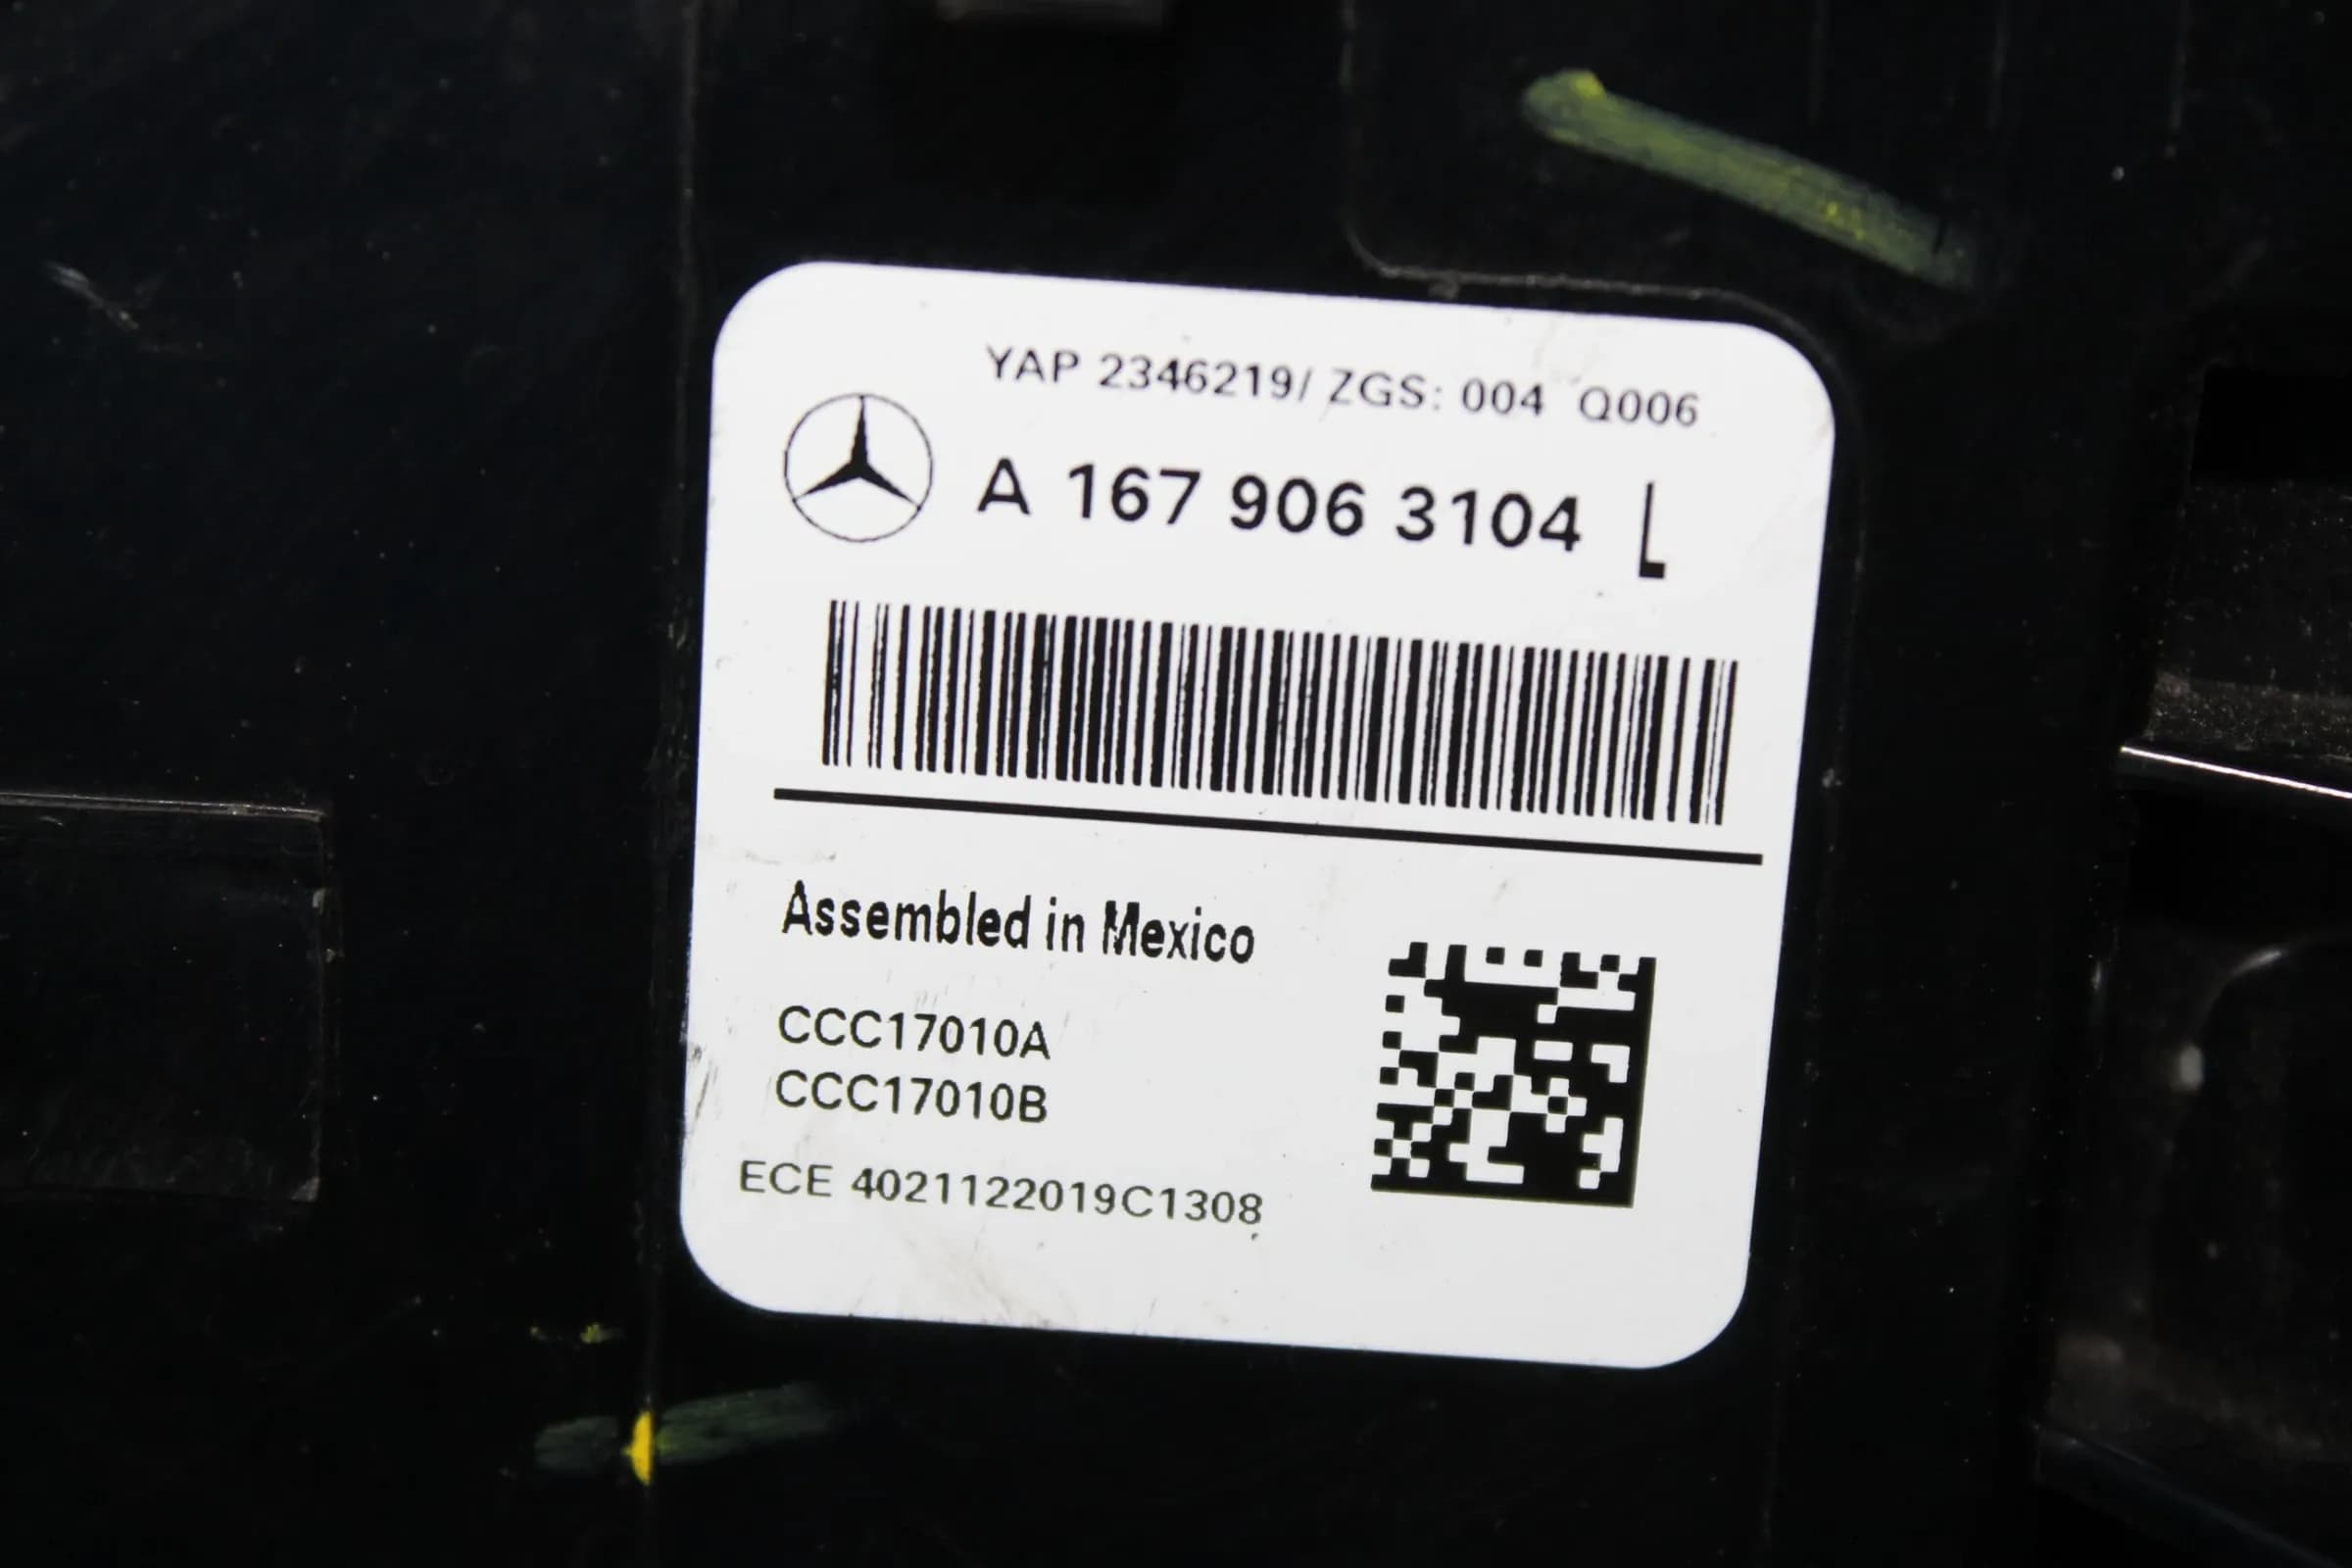 YAP 2346219/ ZGS: 004 Q006
A 167 906 3104 L
Assembled in Mexico
CCC17010A
CCC17010B
ECE 4021122019C1308